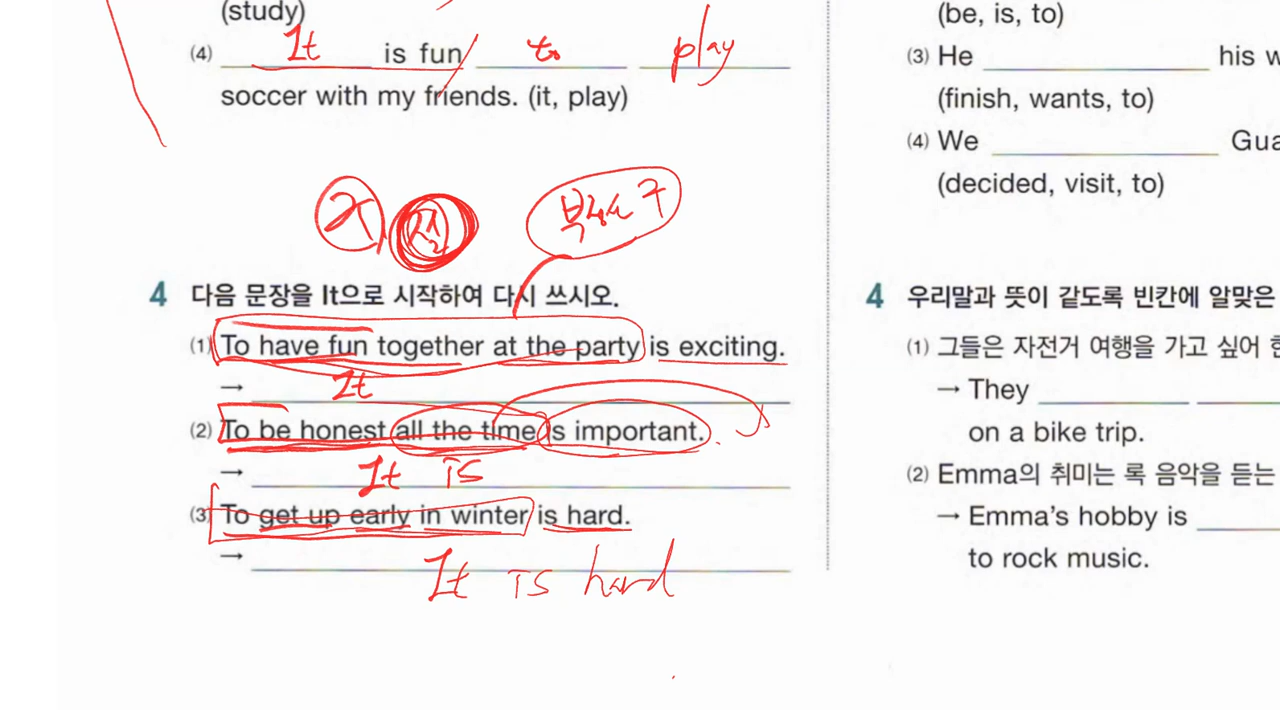 (study)
(4) It is fun to play
soccer with my friends. (it, play)
4 다음 문장을 It으로 시작하여 다시 쓰시오.
(1) To have fun together at the party is exciting.
→ It
(2) To be honest all the time is important.
→ It is
(3) To get up early in winter is hard.
→ It is hard
(be, is, to)
(3) He his w
(finish, wants, to)
(4) We Gua
(decided, visit, to)
4 우리말과 뜻이 같도록 빈칸에 알맞은
(1) 그들은 자전거 여행을 가고 싶어 한
→ They
on a bike trip.
(2) Emma의 취미는 록 음악을 듣는
→ Emma's hobby is
to rock music.